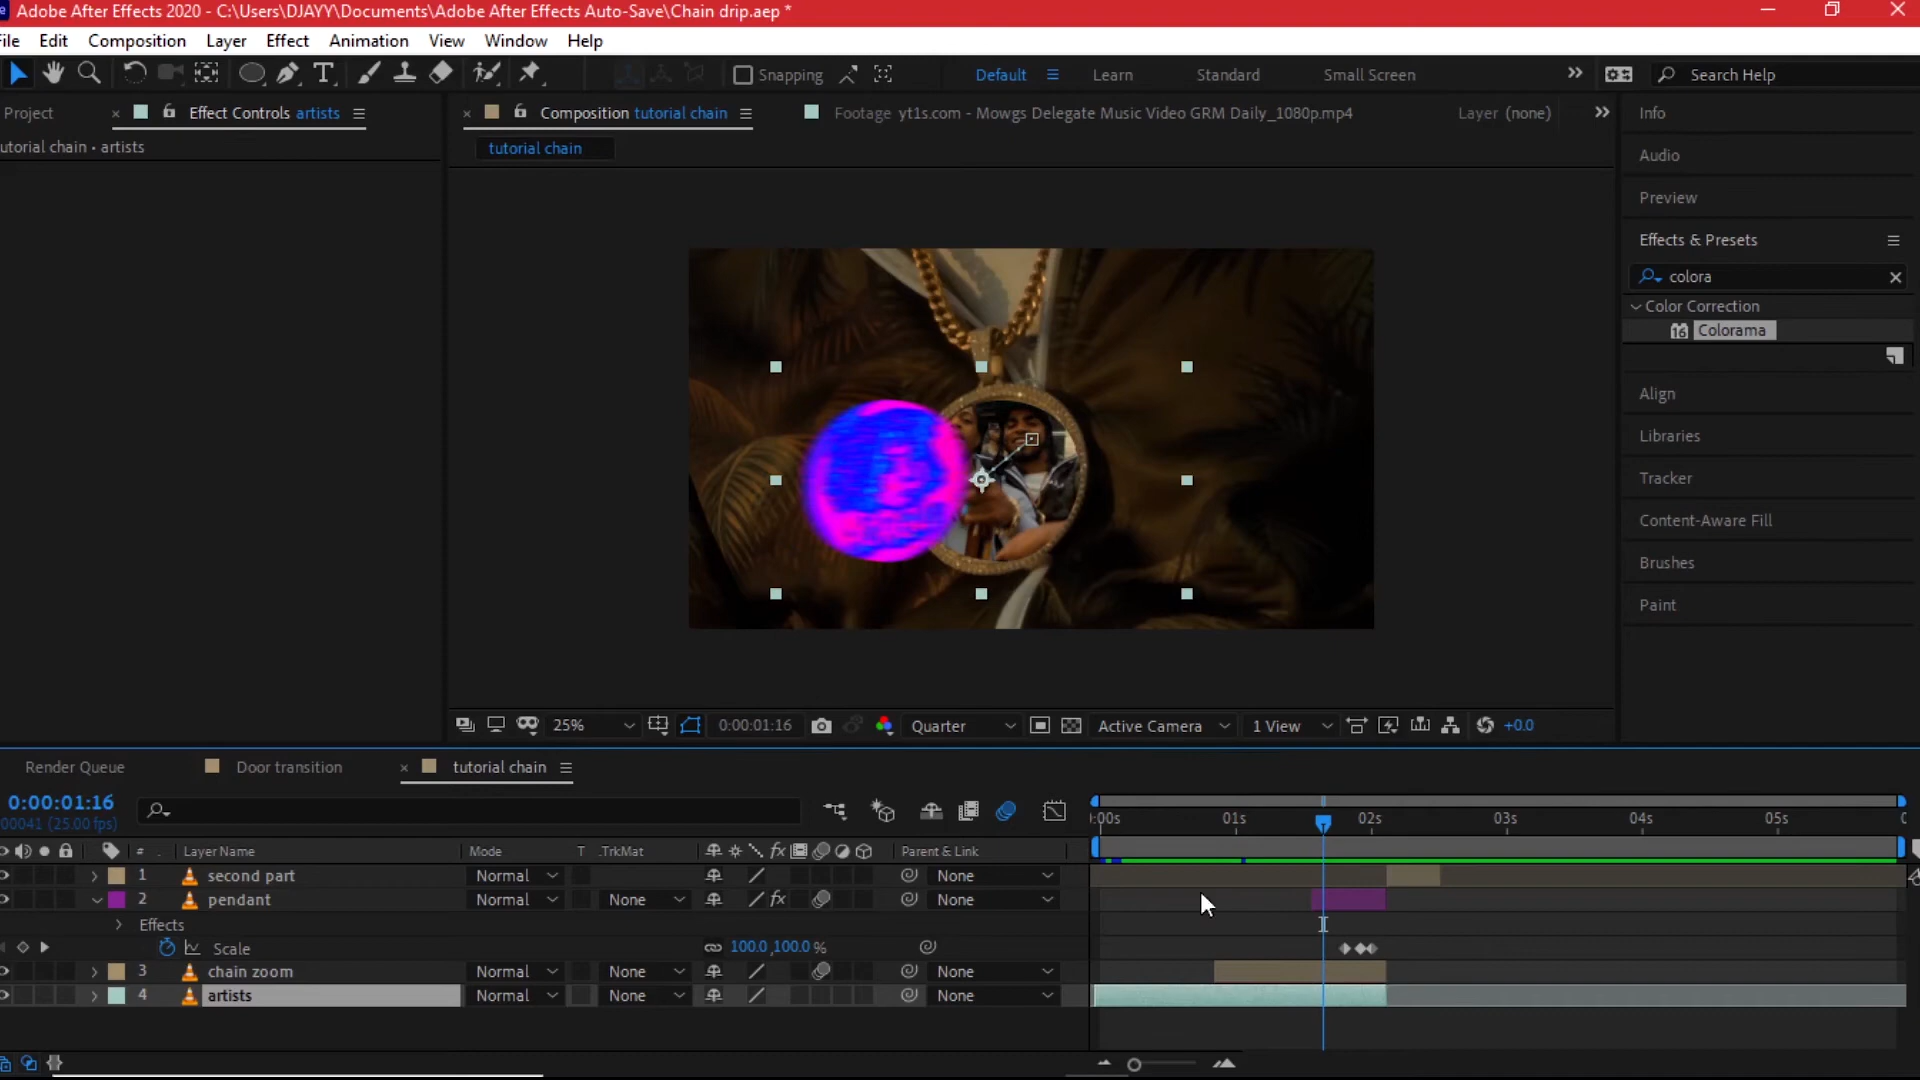 Adobe After Effects 2020 - C:\Users\DJAYY\Documents\Adobe After Effects Auto-Save\Chain drip.aep *
File Edit Composition Layer Effect Animation View Window Help
Snapping Default Learn Standard Small Screen Search Help
Project Effect Controls artists Composition tutorial chain Footage yt1s.com - Mowgs Delegate Music Video GRM Daily_1080p.mp4 Layer (none) Info
utorial chain • artists tutorial chain
Audio
Preview
Effects & Presets
colora
Color Correction
16 Colorama
Align
Libraries
Tracker
Content-Aware Fill
Brushes
Paint
25% 0:00:01:16 Quarter Active Camera 1 View +0.0
Render Queue Door transition tutorial chain
0:00:01:16
00041 (25.00 fps)
:00s 01s 02s 03s 04s 05s
# Layer Name Mode T .TrkMat fx Parent & Link
1 second part Normal None
2 pendant Normal None fx None
Effects
Scale 100.0,100.0 %
3 chain zoom Normal None None
4 artists Normal None None